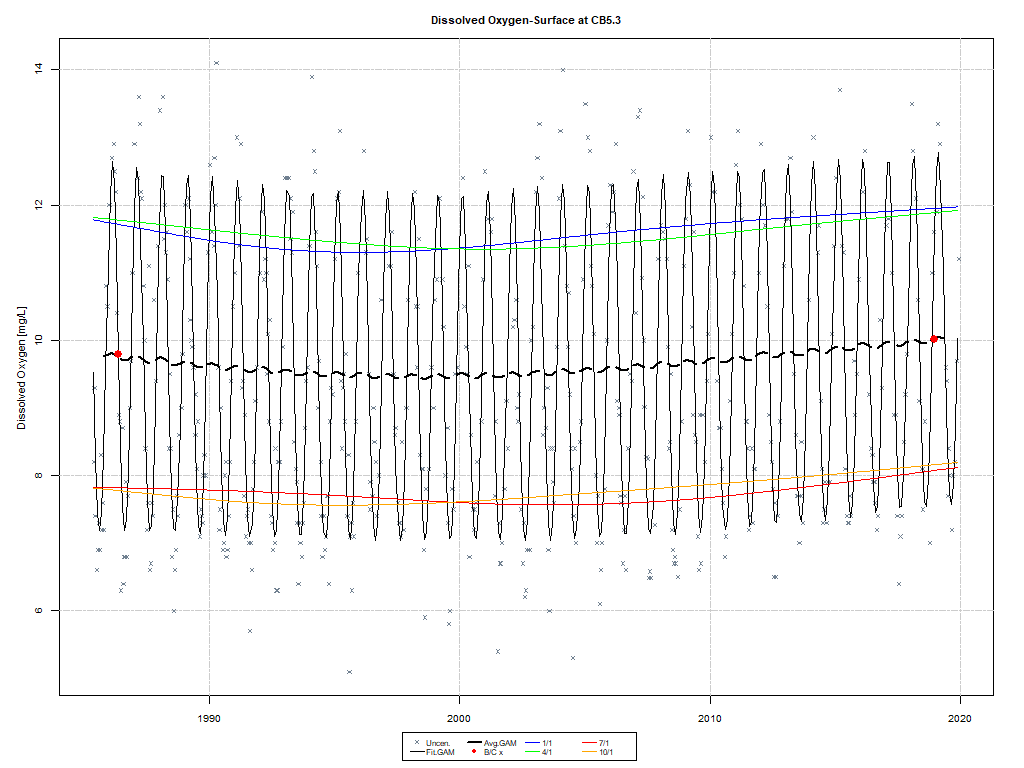 Dissolved Oxygen-Surface at CB5.3
14
12
10
8
6
Dissolved Oxygen [mg/L]
1990 2000 2010 2020
Uncen. Avg.GAM 1/1 7/1
Fit.GAM B/C x 4/1 10/1